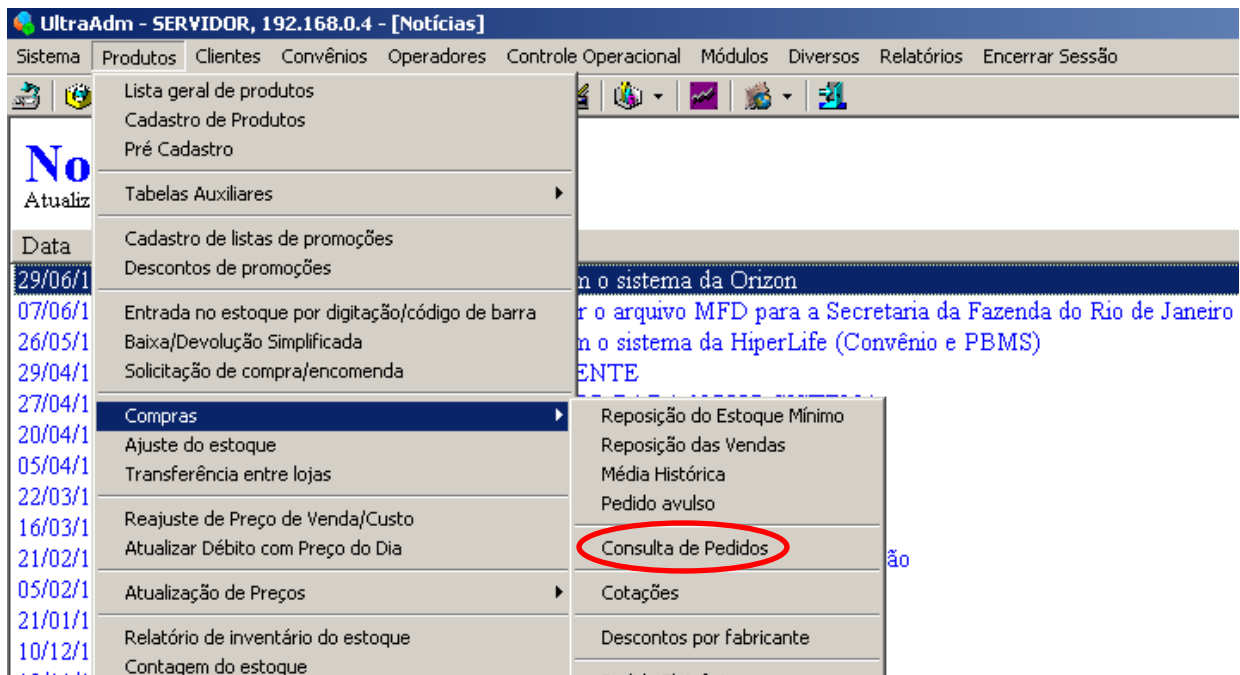 UltraAdm - SERVIDOR, 192.168.0.4 - [Notícias]
Sistema Produtos Clientes Convênios Operadores Controle Operacional Módulos Diversos Relatórios Encerrar Sessão
Lista geral de produtos
Cadastro de Produtos
Pré Cadastro
Tabelas Auxiliares
Cadastro de listas de promoções
Descontos de promoções
Entrada no estoque por digitação/código de barra
Baixa/Devolução Simplificada
Solicitação de compra/encomenda
Compras
Ajuste do estoque
Transferência entre lojas
Reajuste de Preço de Venda/Custo
Atualizar Débito com Preço do Dia
Atualização de Preços
Relatório de inventário do estoque
Contagem do estoque
Reposição do Estoque Mínimo
Reposição das Vendas
Média Histórica
Pedido avulso
Consulta de Pedidos
Cotações
Descontos por fabricante
No
Atualiz
Data
29/06/1 m o sistema da Orizon
07/06/1 r o arquivo MFD para a Secretaria da Fazenda do Rio de Janeiro
26/05/1 m o sistema da HiperLife (Convênio e PBMS)
29/04/1 ENTE
27/04/1
20/04/1
05/04/1
22/03/1
16/03/1
21/02/1 ão
05/02/1
21/01/1
10/12/1